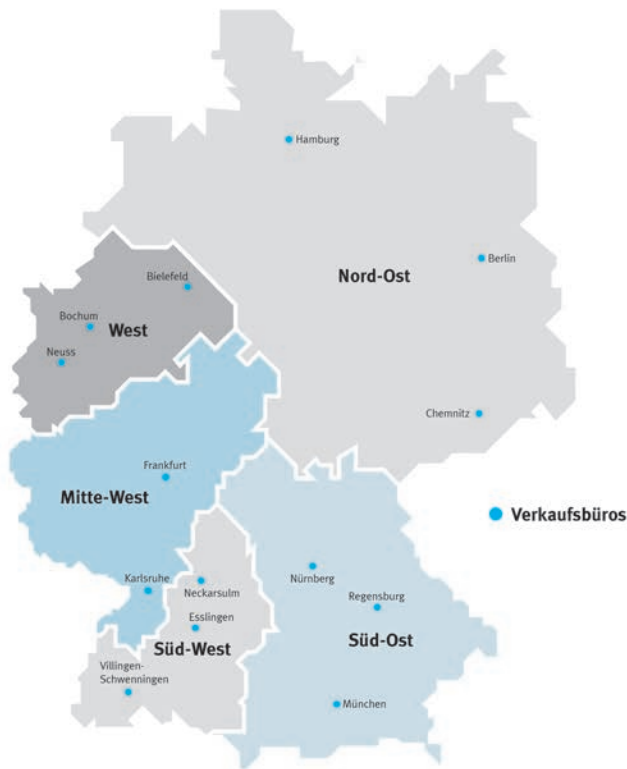 Hamburg
Berlin
Nord-Ost
Bielefeld
Bochum
West
Neuss
Chemnitz
Frankfurt
Mitte-West
Verkaufsbüros
Nürnberg
Karlsruhe
Neckarsulm
Regensburg
Esslingen
Süd-West
Süd-Ost
Villingen-
Schwenningen
München